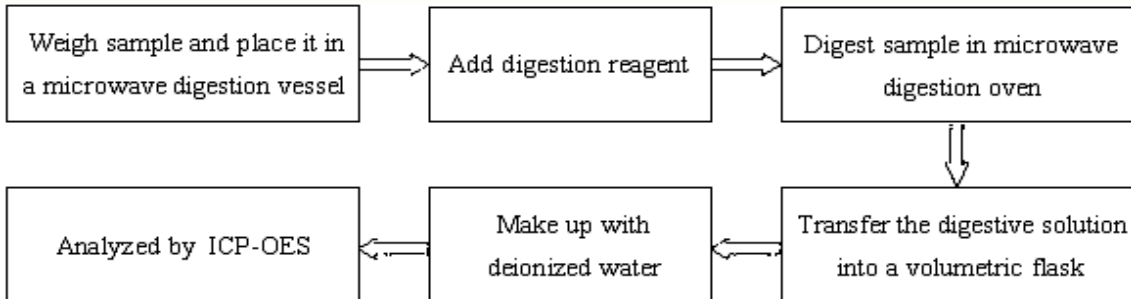 Weigh sample and place it in
a microwave digestion vessel
Add digestion reagent
Digest sample in microwave
digestion oven
Transfer the digestive solution
into a volumetric flask
Make up with
deionized water
Analyzed by ICP-OES